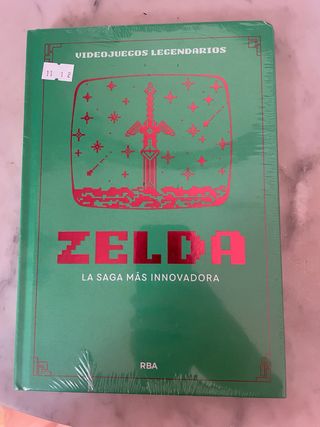 VIDEOJUEGOS LEGENDARIOS
ZELDA
LA SAGA MÁS INNOVADORA
RBA